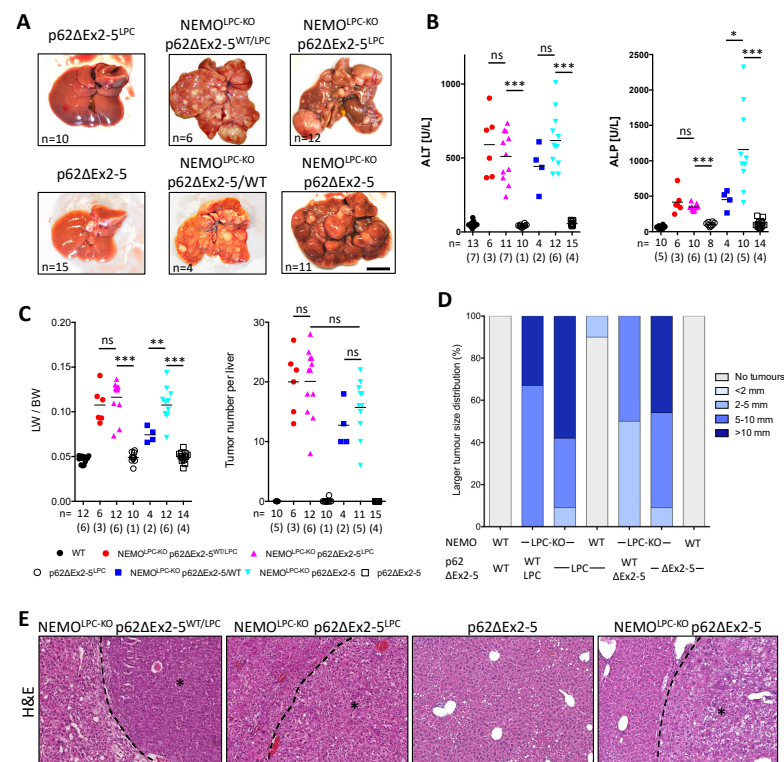 A
p62ΔEx2-5ᴸᴾᶜ
NEMOᴸᴾᶜ⁻ᴷᴼ
p62ΔEx2-5ᵂᵀ/ᴸᴾᶜ
NEMOᴸᴾᶜ⁻ᴷᴼ
p62ΔEx2-5ᴸᴾᶜ
n=10
n=6
n=12
p62ΔEx2-5
NEMOᴸᴾᶜ⁻ᴷᴼ
p62ΔEx2-5/WT
NEMOᴸᴾᶜ⁻ᴷᴼ
p62ΔEx2-5
n=15
n=4
n=11
B
ALT [U/L]
1000
500
0
ns
***
ns
***
n= 13 6 11 10 4 12 15
(7) (3) (7) (1) (2) (6) (4)
ALP [U/L]
2500
2000
1500
1000
500
0
ns
***
*
***
n= 10 6 10 8 4 10 14
(5) (3) (6) (1) (2) (5) (4)
C
LW / BW
0.20
0.15
0.10
0.05
0.00
ns
***
**
***
n= 12 6 12 10 4 12 14
(6) (3) (6) (1) (2) (6) (4)
Tumor number per liver
30
20
10
0
ns
ns
ns
n= 10 6 12 10 4 11 15
(5) (3) (6) (1) (2) (5) (4)
WT
NEMOᴸᴾᶜ⁻ᴷᴼ p62ΔEx2-5ᵂᵀ/ᴸᴾᶜ
NEMOᴸᴾᶜ⁻ᴷᴼ p62ΔEx2-5ᴸᴾᶜ
p62ΔEx2-5ᴸᴾᶜ
NEMOᴸᴾᶜ⁻ᴷᴼ p62ΔEx2-5/WT
NEMOᴸᴾᶜ⁻ᴷᴼ p62ΔEx2-5
p62ΔEx2-5
D
Larger tumour size distribution (%)
100
80
60
40
20
0
No tumours
<2 mm
2-5 mm
5-10 mm
>10 mm
NEMO WT —LPC-KO— WT —LPC-KO— WT
p62 ΔEx2-5 WT WT LPC —LPC— WT ΔEx2-5 —ΔEx2-5—
E
NEMOᴸᴾᶜ⁻ᴷᴼ p62ΔEx2-5ᵂᵀ/ᴸᴾᶜ
NEMOᴸᴾᶜ⁻ᴷᴼ p62ΔEx2-5ᴸᴾᶜ
p62ΔEx2-5
NEMOᴸᴾᶜ⁻ᴷᴼ p62ΔEx2-5
H&E
*
*
*